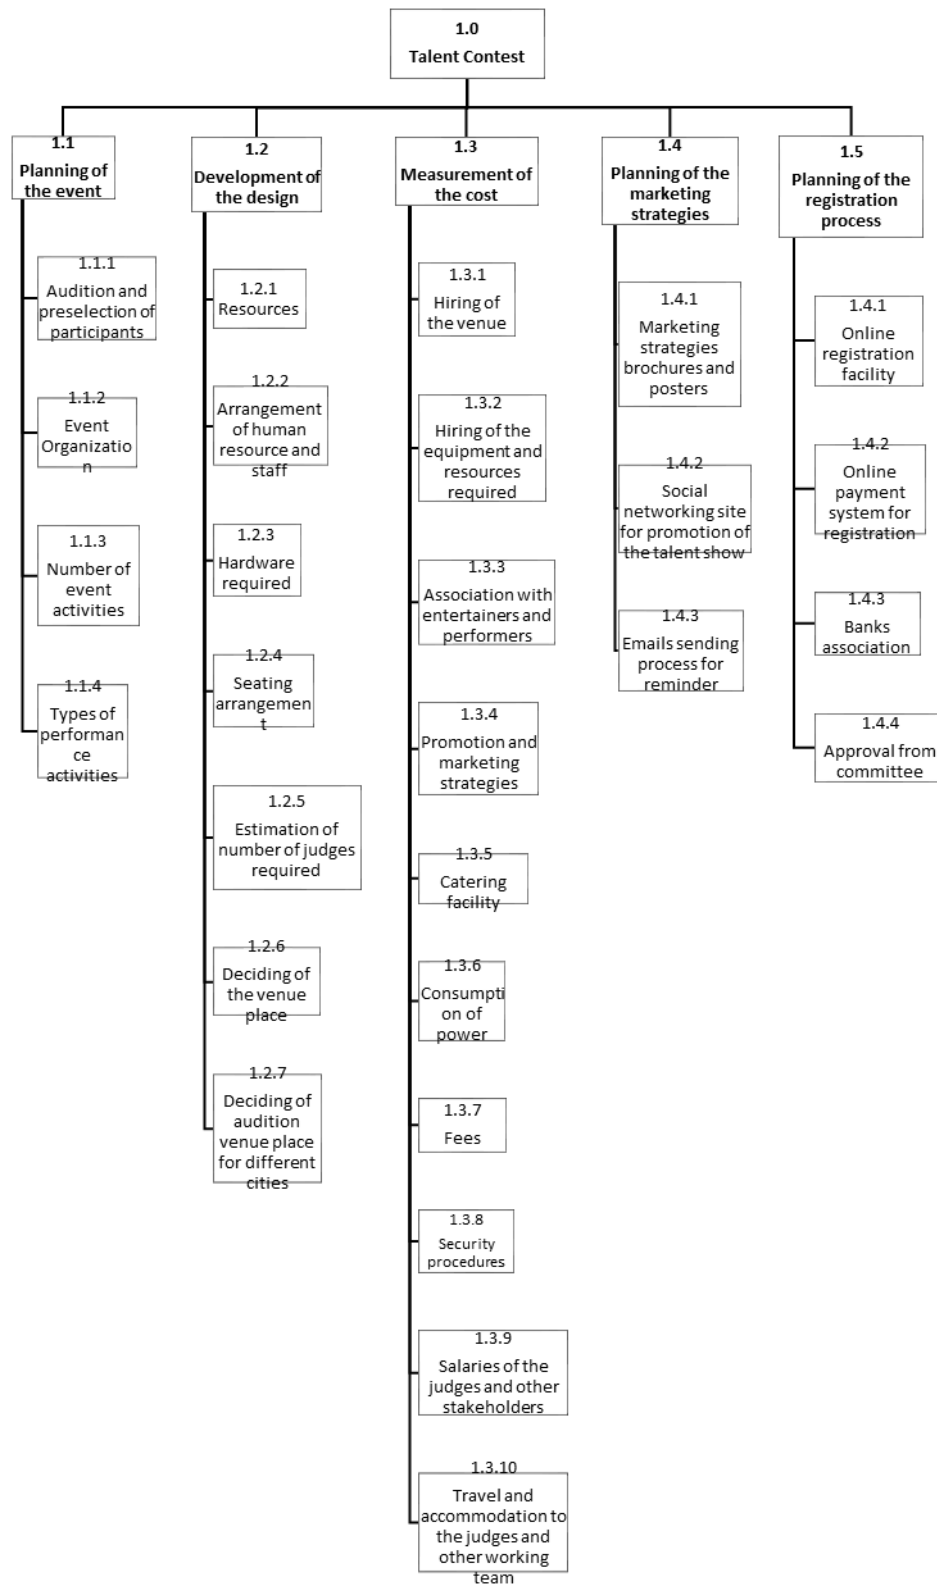 1.0
Talent Contest
1.1
Planning of
the event
1.1.1
Audition and
preselection of
participants
1.1.2
Event
Organizatio
n
1.1.3
Number of
event
activities
1.1.4
Types of
performan
ce
activities
1.2
Development of
the design
1.2.1
Resources
1.2.2
Arrangement
of human
resource and
staff
1.2.3
Hardware
required
1.2.4
Seating
arrangemen
t
1.2.5
Estimation of
number of judges
required
1.2.6
Deciding of
the venue
place
1.2.7
Deciding of
audition
venue place
for different
cities
1.3
Measurement of
the cost
1.3.1
Hiring of
the venue
1.3.2
Hiring of the
equipment and
resources
required
1.3.3
Association with
entertainers and
performers
1.3.4
Promotion and
marketing
strategies
1.3.5
Catering
facility
1.3.6
Consumpti
on of
power
1.3.7
Fees
1.3.8
Security
procedures
1.3.9
Salaries of the
judges and other
stakeholders
1.3.10
Travel and
accommodation to
the judges and
other working
team
1.4
Planning of the
marketing
strategies
1.4.1
Marketing
strategies
brochures and
posters
1.4.2
Social
networking site
for promotion of
the talent show
1.4.3
Emails sending
process for
reminder
1.5
Planning of the
registration
process
1.4.1
Online
registration
facility
1.4.2
Online
payment
system for
registration
1.4.3
Banks
association
1.4.4
Approval from
committee